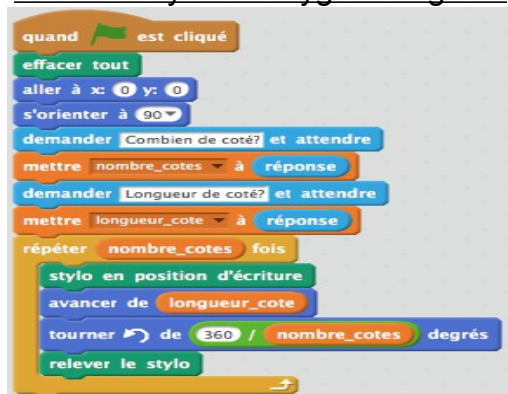 quand est cliqué
effacer tout
aller à x: 0 y: 0
s'orienter à 90
demander Combien de coté? et attendre
mettre nombre_cotes à réponse
demander Longueur de coté? et attendre
mettre longueur_cote à réponse
répéter nombre_cotes fois
stylo en position d'écriture
avancer de longueur_cote
tourner de 360 / nombre_cotes degrés
relever le stylo